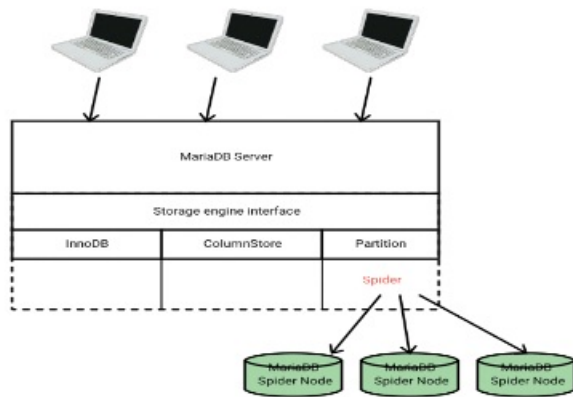 MariaDB Server
Storage engine interface
InnoDB
ColumnStore
Partition
Spider
MariaDB
Spider Node
MariaDB
Spider Node
MariaDB
Spider Node